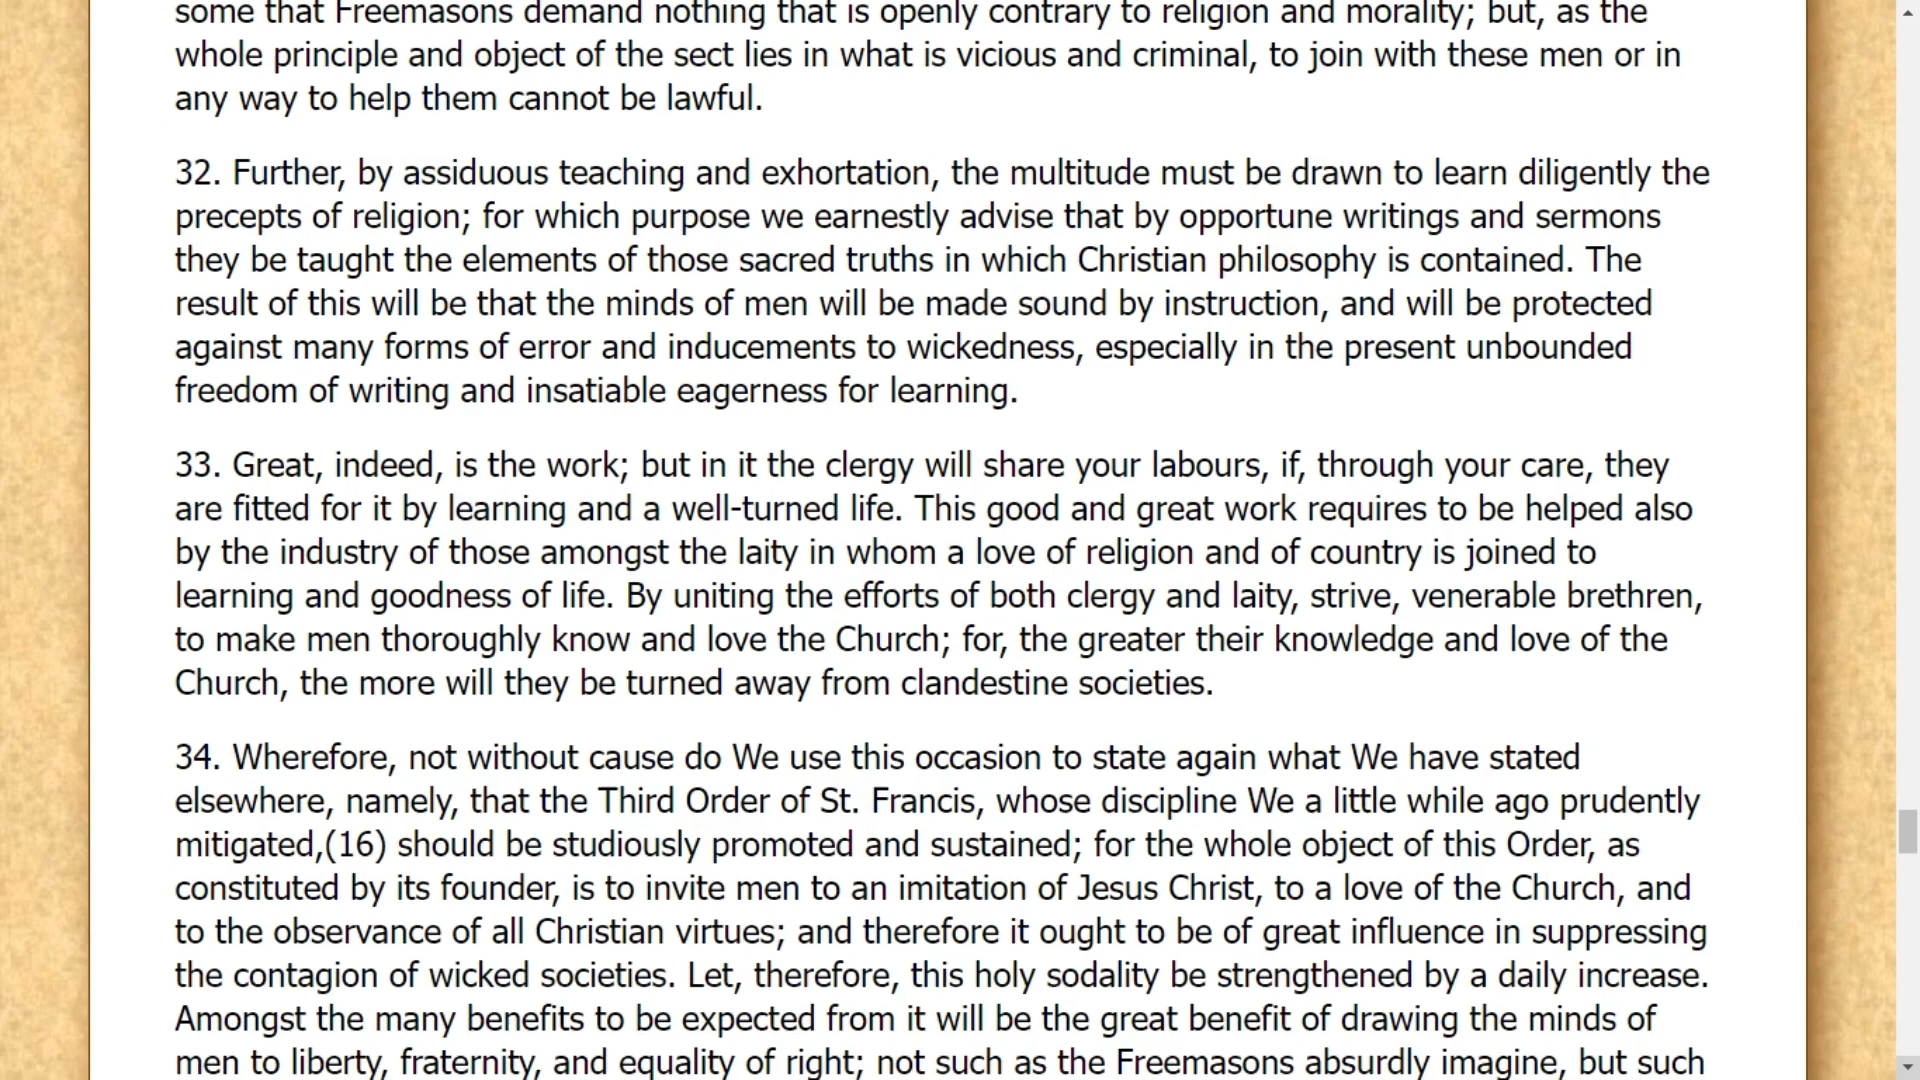 some that Freemasons demand nothing that is openly contrary to religion and morality; but, as the
whole principle and object of the sect lies in what is vicious and criminal, to join with these men or in
any way to help them cannot be lawful.
32. Further, by assiduous teaching and exhortation, the multitude must be drawn to learn diligently the
precepts of religion; for which purpose we earnestly advise that by opportune writings and sermons
they be taught the elements of those sacred truths in which Christian philosophy is contained. The
result of this will be that the minds of men will be made sound by instruction, and will be protected
against many forms of error and inducements to wickedness, especially in the present unbounded
freedom of writing and insatiable eagerness for learning.
33. Great, indeed, is the work; but in it the clergy will share your labours, if, through your care, they
are fitted for it by learning and a well-turned life. This good and great work requires to be helped also
by the industry of those amongst the laity in whom a love of religion and of country is joined to
learning and goodness of life. By uniting the efforts of both clergy and laity, strive, venerable brethren,
to make men thoroughly know and love the Church; for, the greater their knowledge and love of the
Church, the more will they be turned away from clandestine societies.
34. Wherefore, not without cause do We use this occasion to state again what We have stated
elsewhere, namely, that the Third Order of St. Francis, whose discipline We a little while ago prudently
mitigated,(16) should be studiously promoted and sustained; for the whole object of this Order, as
constituted by its founder, is to invite men to an imitation of Jesus Christ, to a love of the Church, and
to the observance of all Christian virtues; and therefore it ought to be of great influence in suppressing
the contagion of wicked societies. Let, therefore, this holy sodality be strengthened by a daily increase.
Amongst the many benefits to be expected from it will be the great benefit of drawing the minds of
men to liberty, fraternity, and equality of right; not such as the Freemasons absurdly imagine, but such